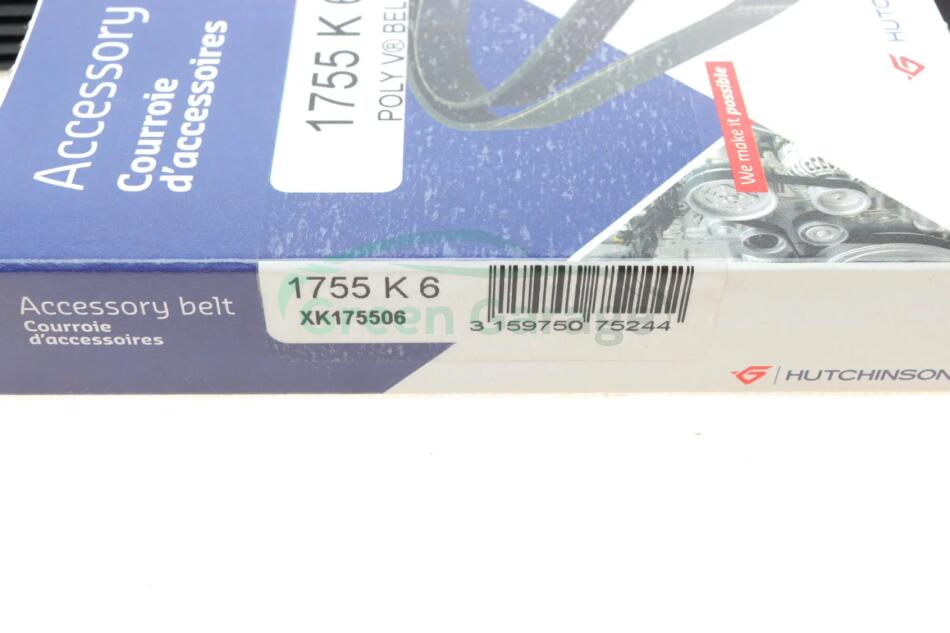 Accessory
Courroie
d'accessoires
1755 K 6
POLY V® BEL
We make it possible
HUTC
Accessory belt
Courroie
d'accessoires
1755 K 6
XK175506
3 159750 75244
Green Garage
HUTCHINSON